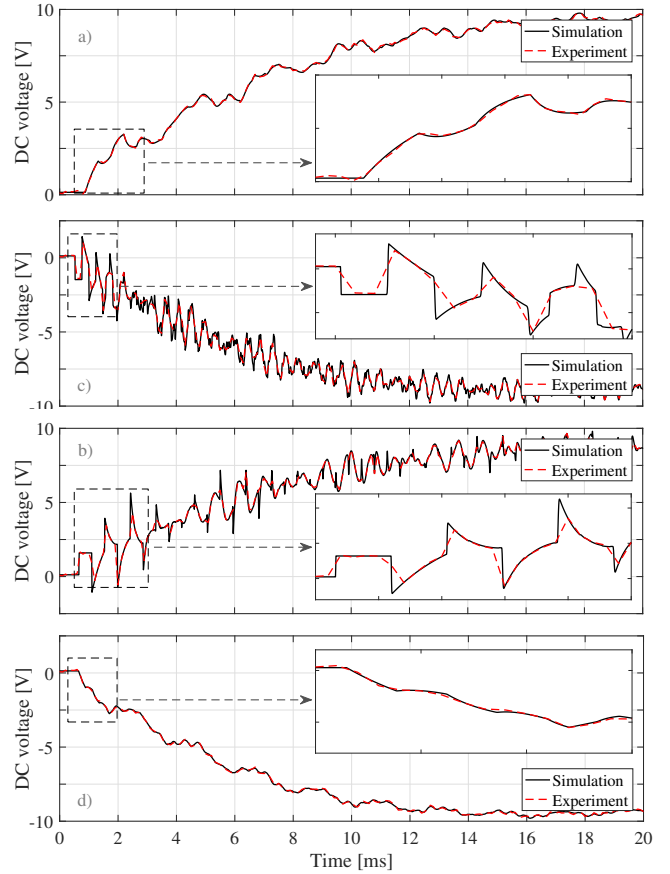 10
5
0
DC voltage [V]
a)
Simulation
Experiment
0
-5
-10
DC voltage [V]
c)
Simulation
Experiment
10
5
0
DC voltage [V]
b)
Simulation
Experiment
0
-5
-10
DC voltage [V]
d)
Simulation
Experiment
0 2 4 6 8 10 12 14 16 18 20
Time [ms]